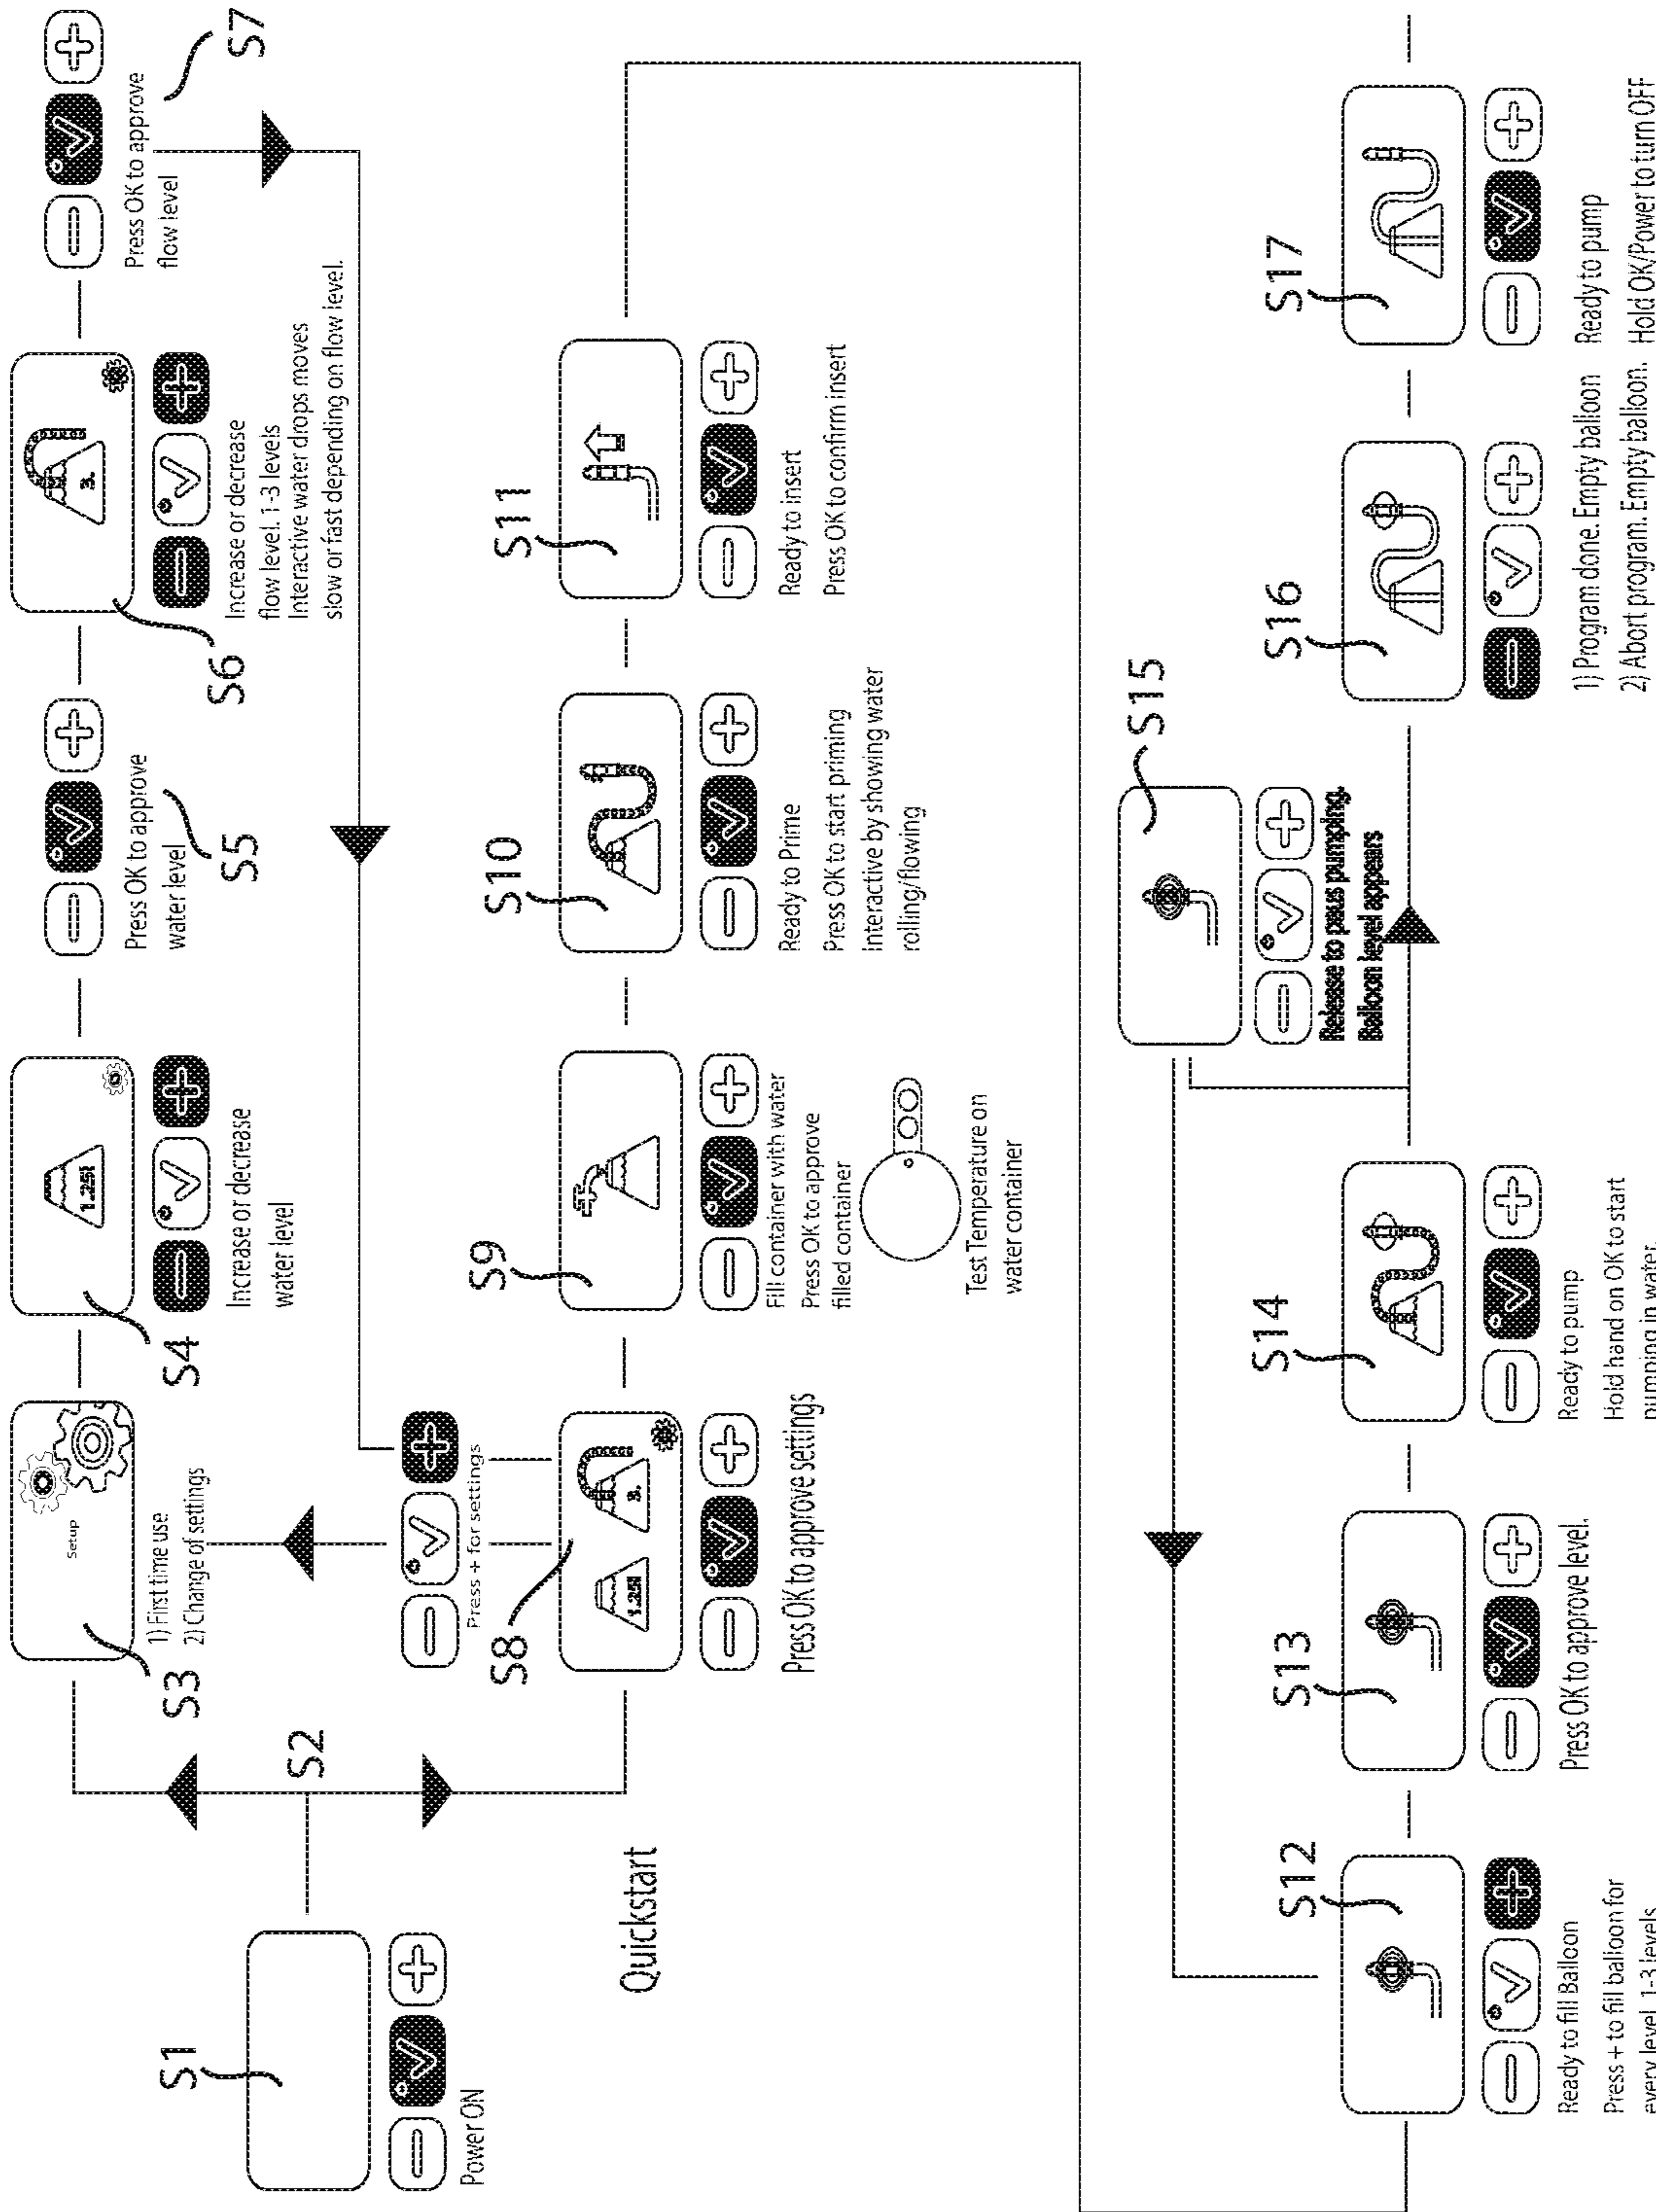 S1
Power ON
S2
Quickstart
S3
Setup
1) First time use
2) Change of settings
S4
1.25l
Increase or decrease
water level
S5
Press OK to approve
water level
S6
3.
Increase or decrease
flow level. 1-3 levels
Interactive water drops moves
slow or fast depending on flow level.
S7
Press OK to approve
flow level
Press + for settings
S8
1.25l
3.
Press OK to approve settings
S9
Fill container with water
Press OK to approve
filled container
Test Temperature on
water container
S10
Ready to Prime
Press OK to start priming
Interactive by showing water
rolling/flowing
S11
Ready to insert
Press OK to confirm insert
S12
Ready to fill Balloon
Press + to fill balloon for
every level. 1-3 levels
S13
Press OK to approve level.
S14
Ready to pump
Hold hand on OK to start
pumping in water.
S15
Release to paus pumping.
Balloon level appears
S16
1) Program done. Empty balloon
2) Abort program. Empty balloon.
S17
Ready to pump
Hold OK/Power to turn OFF